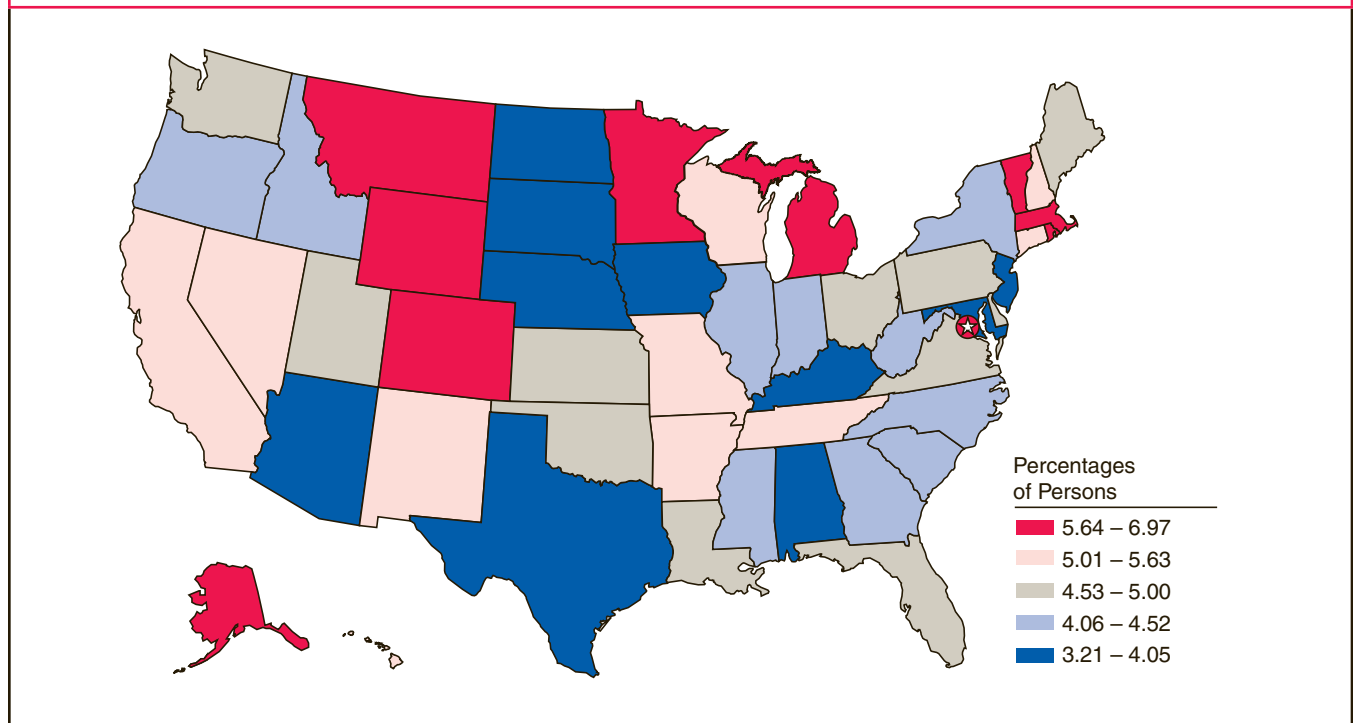 Percentages
of Persons
5.64 – 6.97
5.01 – 5.63
4.53 – 5.00
4.06 – 4.52
3.21 – 4.05